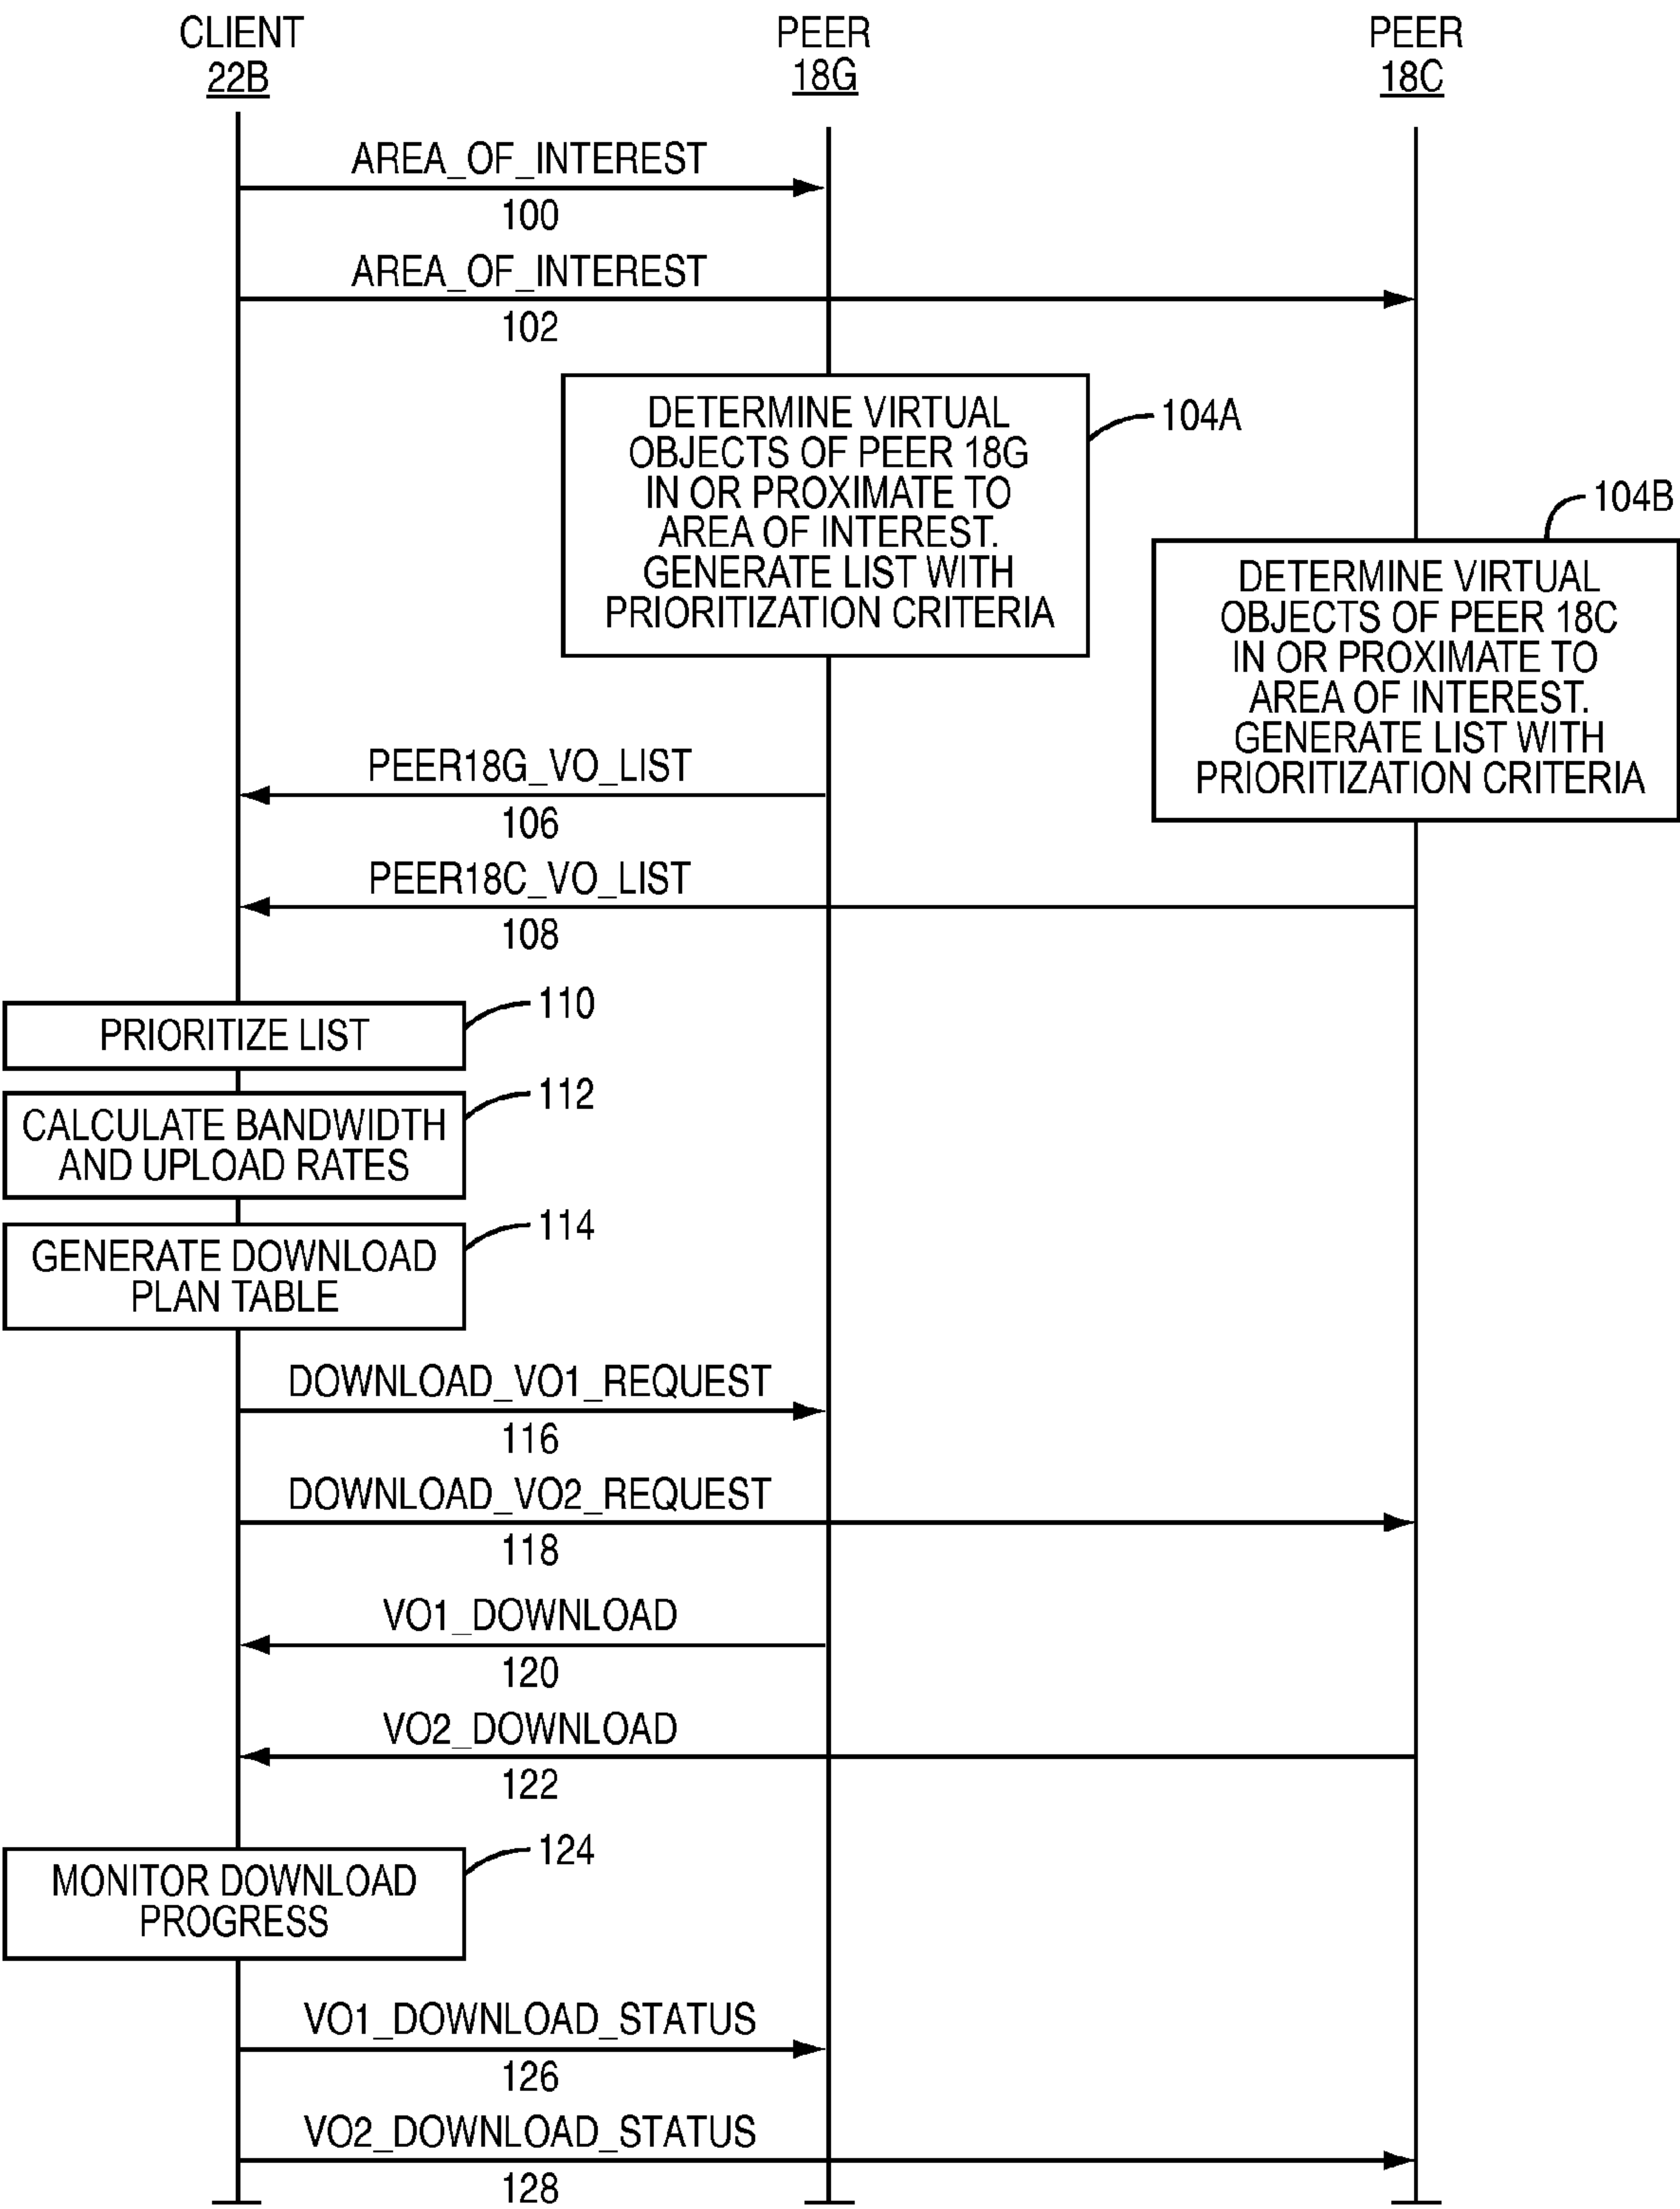 CLIENT
22B
PEER
18G
PEER
18C
AREA_OF_INTEREST
100
AREA_OF_INTEREST
102
DETERMINE VIRTUAL
OBJECTS OF PEER 18G
IN OR PROXIMATE TO
AREA OF INTEREST.
GENERATE LIST WITH
PRIORITIZATION CRITERIA
104A
104B
DETERMINE VIRTUAL
OBJECTS OF PEER 18C
IN OR PROXIMATE TO
AREA OF INTEREST.
GENERATE LIST WITH
PRIORITIZATION CRITERIA
PEER18G_VO_LIST
106
PEER18C_VO_LIST
108
PRIORITIZE LIST
110
CALCULATE BANDWIDTH
AND UPLOAD RATES
112
GENERATE DOWNLOAD
PLAN TABLE
114
DOWNLOAD_VO1_REQUEST
116
DOWNLOAD_VO2_REQUEST
118
VO1_DOWNLOAD
120
VO2_DOWNLOAD
122
MONITOR DOWNLOAD
PROGRESS
124
VO1_DOWNLOAD_STATUS
126
VO2_DOWNLOAD_STATUS
128